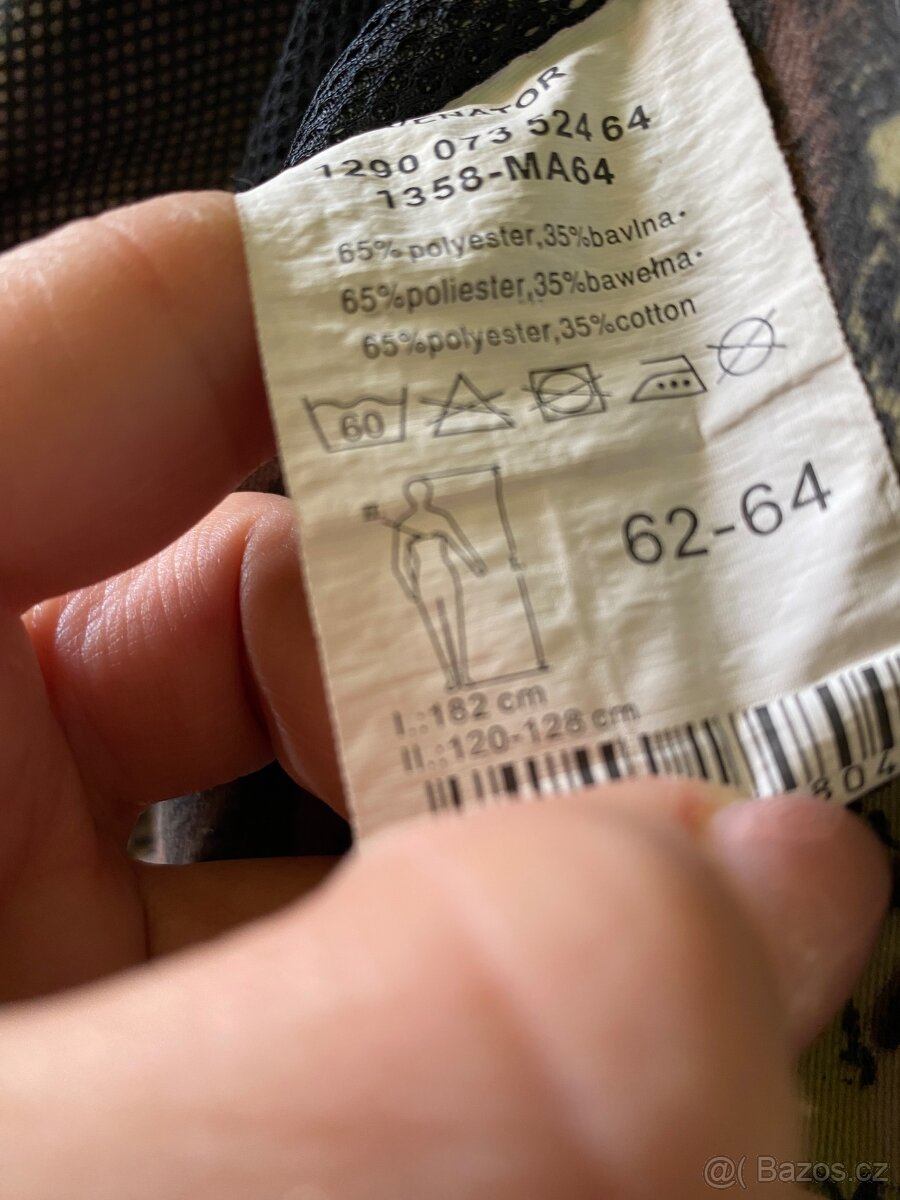 1290 073 524 64
1358-MA64
65%polyester,35%bavlna·
65%poliester,35%bawełna·
65%polyester,35%cotton
60
62-64
I.:182 cm
II.:120-128 cm
804
@( Bazos.cz